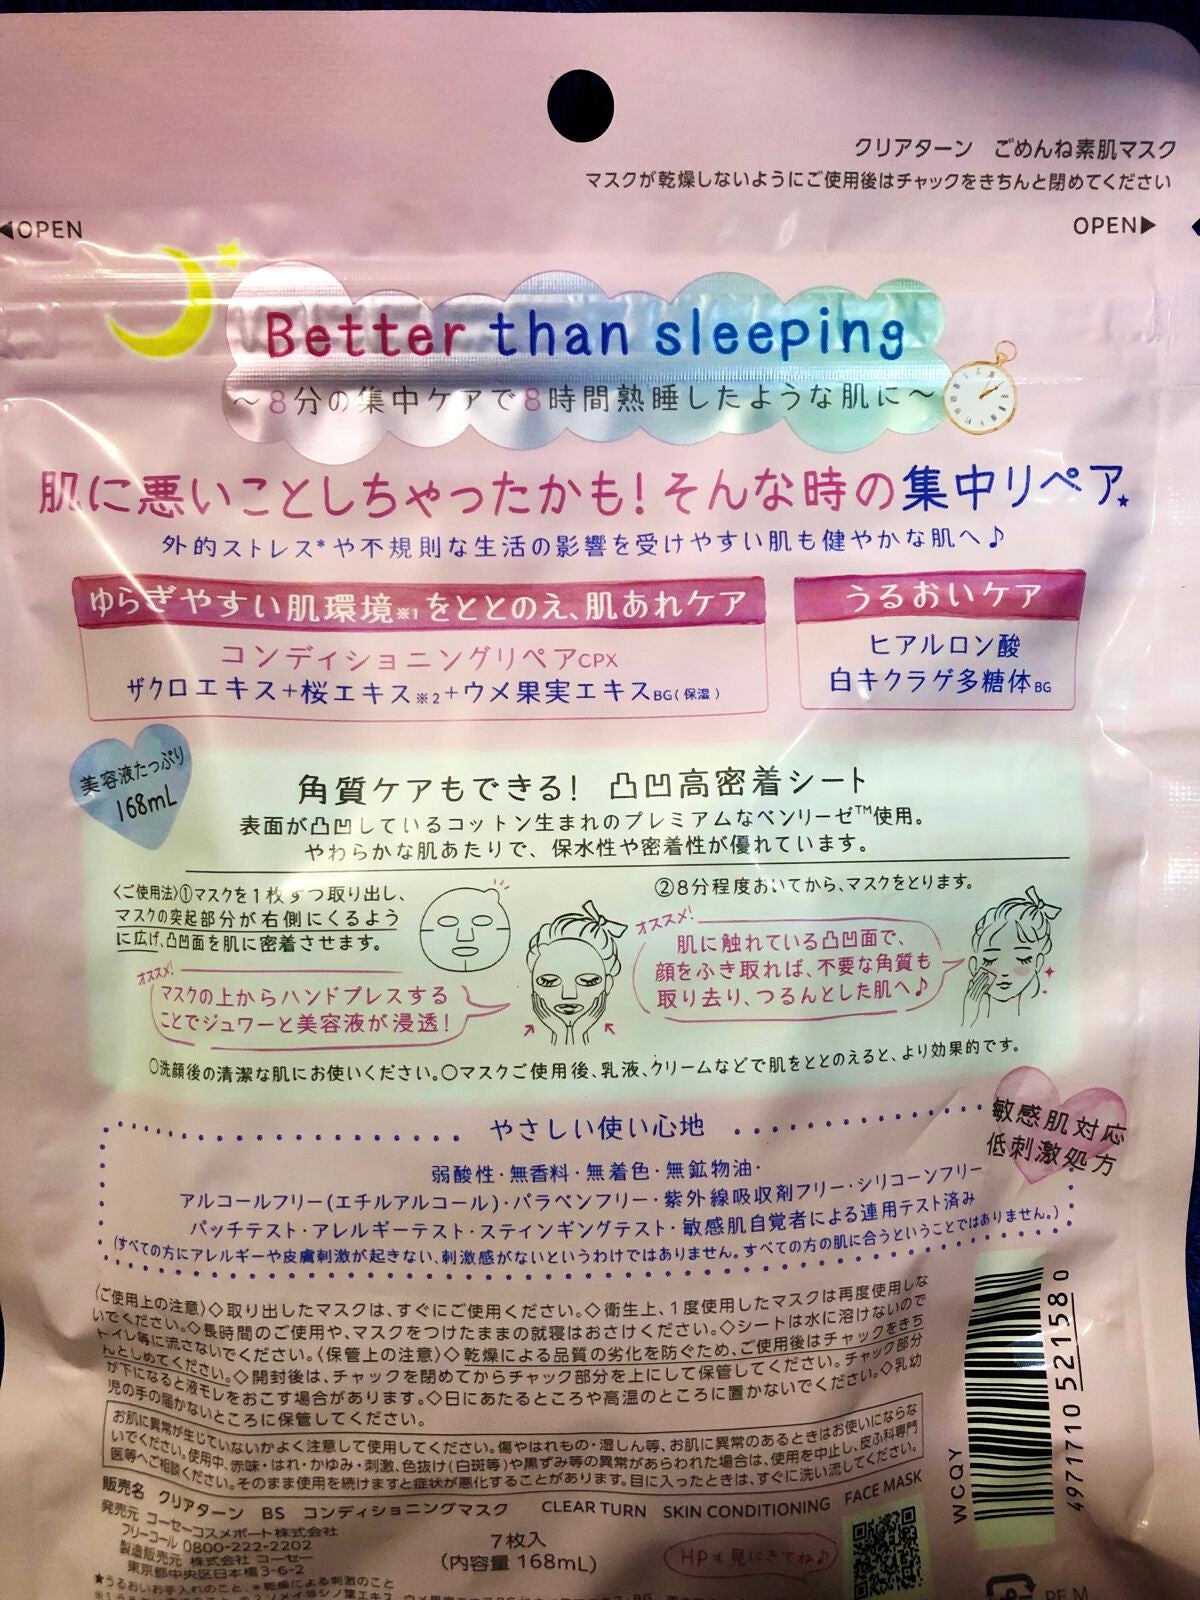 クリアターン ごめんね素肌マスク
マスクが乾燥しないようにご使用後はチャックをきちんと閉めてください
◀OPEN
OPEN▶
Better than sleeping
～8分の集中ケアで8時間熟睡したような肌に～
肌に悪いことしちゃったかも！そんな時の集中リペア★
外的ストレス*や不規則な生活の影響を受けやすい肌も健やかな肌へ♪
ゆらぎやすい肌環境※1をととのえ、肌あれケア
コンディショニングリペアCPX
ザクロエキス+桜エキス※2+ウメ果実エキスBG(保湿)
うるおいケア
ヒアルロン酸
白キクラゲ多糖体BG
美容液たっぷり
168mL
角質ケアもできる！ 凸凹高密着シート
表面が凸凹しているコットン生まれのプレミアムなベンリーゼTM使用。
やわらかな肌あたりで、保水性や密着性が優れています。
〈ご使用法〉①マスクを1枚ずつ取り出し、
マスクの突起部分が右側にくるよう
に広げ、凸凹面を肌に密着させます。
オススメ!
マスクの上からハンドプレスする
ことでジュワーと美容液が浸透！
②8分程度おいてから、マスクをとります。
オススメ!
肌に触れている凸凹面で、
顔をふき取れば、不要な角質も
取り去り、つるんとした肌へ♪
○洗顔後の清潔な肌にお使いください。○マスクご使用後、乳液、クリームなどで肌をととのえると、より効果的です。
敏感肌対応
低刺激処方
やさしい使い心地
弱酸性・無香料・無着色・無鉱物油・
アルコールフリー(エチルアルコール)・パラベンフリー・紫外線吸収剤フリー・シリコーンフリー
パッチテスト・アレルギーテスト・スティンギングテスト・敏感肌自覚者による連用テスト済み
(すべての方にアレルギーや皮膚刺激が起きない、刺激感がないというわけではありません。すべての方の肌に合うということではありません。)
〈ご使用上の注意〉◇取り出したマスクは、すぐにご使用ください。◇衛生上、1度使用したマスクは再度使用しな
いでください。◇長時間のご使用や、マスクをつけたままの就寝はおさけください。◇シートは水に溶けないので
トイレ等に流さないでください。〈保管上の注意〉◇乾燥による品質の劣化を防ぐため、ご使用後はチャックをきち
んとしめてください。◇開封後は、チャックを閉めてからチャック部分を上にして保管してください。チャック部分
が下になると液モレをおこす場合があります。◇日にあたるところや高温のところに置かないでください。◇乳幼
児の手の届かないところに保管してください。
お肌に異常が生じていないかよく注意して使用してください。傷やはれもの・湿しん等、お肌に異常のあるときはお使いにならな
いでください。使用中、赤味・はれ・かゆみ・刺激、色抜け(白斑等)や黒ずみ等の異常があらわれた場合は、使用を中止し、皮ふ科専門
医等へご相談ください。そのまま使用を続けますと症状が悪化することがあります。目に入ったときは、すぐに洗い流してください。
販売名 クリアターン BS コンディショニングマスク CLEAR TURN SKIN CONDITIONING FACE MASK
発売元 コーセーコスメポート株式会社
フリーコール 0800-222-2202
製造販売元 株式会社 コーセー
東京都中央区日本橋3-6-2
7枚入
(内容量 168mL)
HPも見にきてね♪
WCQY
4971710 521580
PE,M
★うるおいお手入れのこと *乾燥による刺激のこと